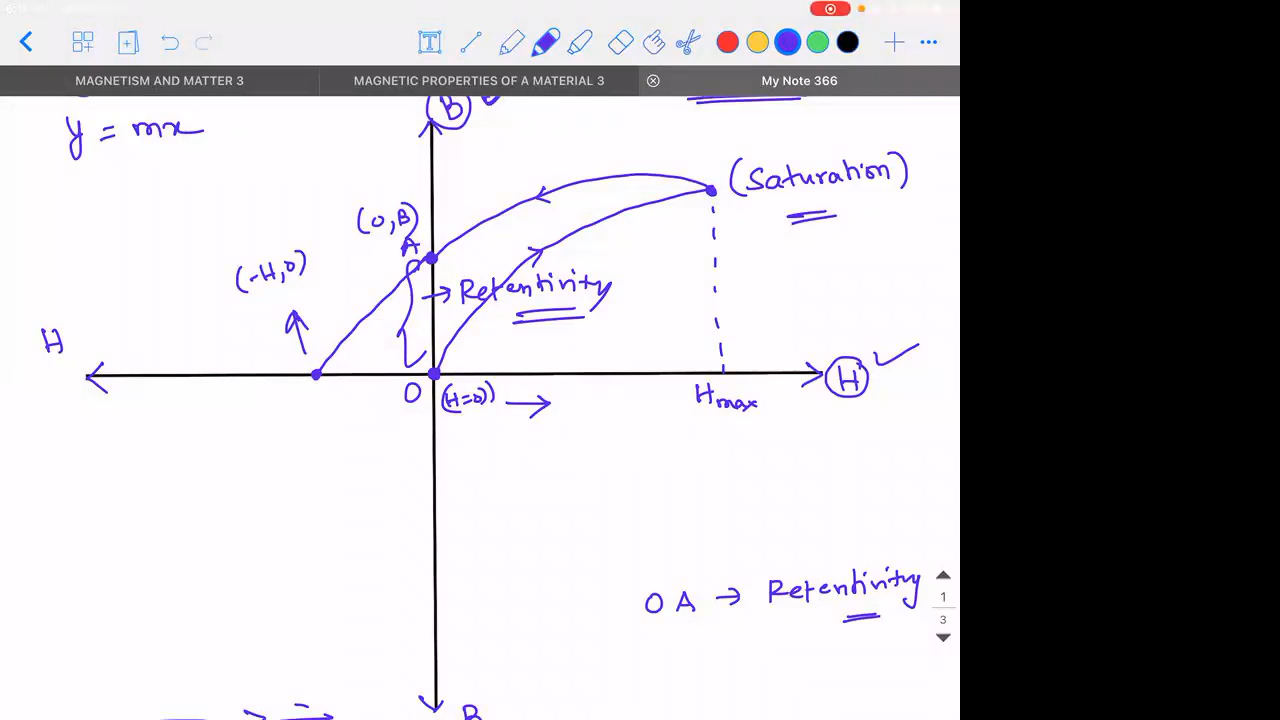 MAGNETISM AND MATTER 3
MAGNETIC PROPERTIES OF A MATERIAL 3
My Note 366
B
y = mx
(Saturation)
(0,B)
A
(-H,0)
→ Retentivity
H
H
O
(H=0)) →
Hmax
O A → Retentivity
1
3
B